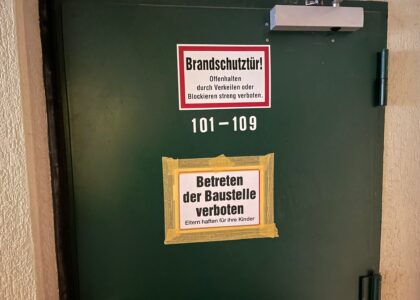 Brandschutztür!
Offenhalten
durch Verkeilen oder
Blockieren streng verboten.
101-109
Betreten
der Baustelle
verboten
Eltern haften für ihre Kinder